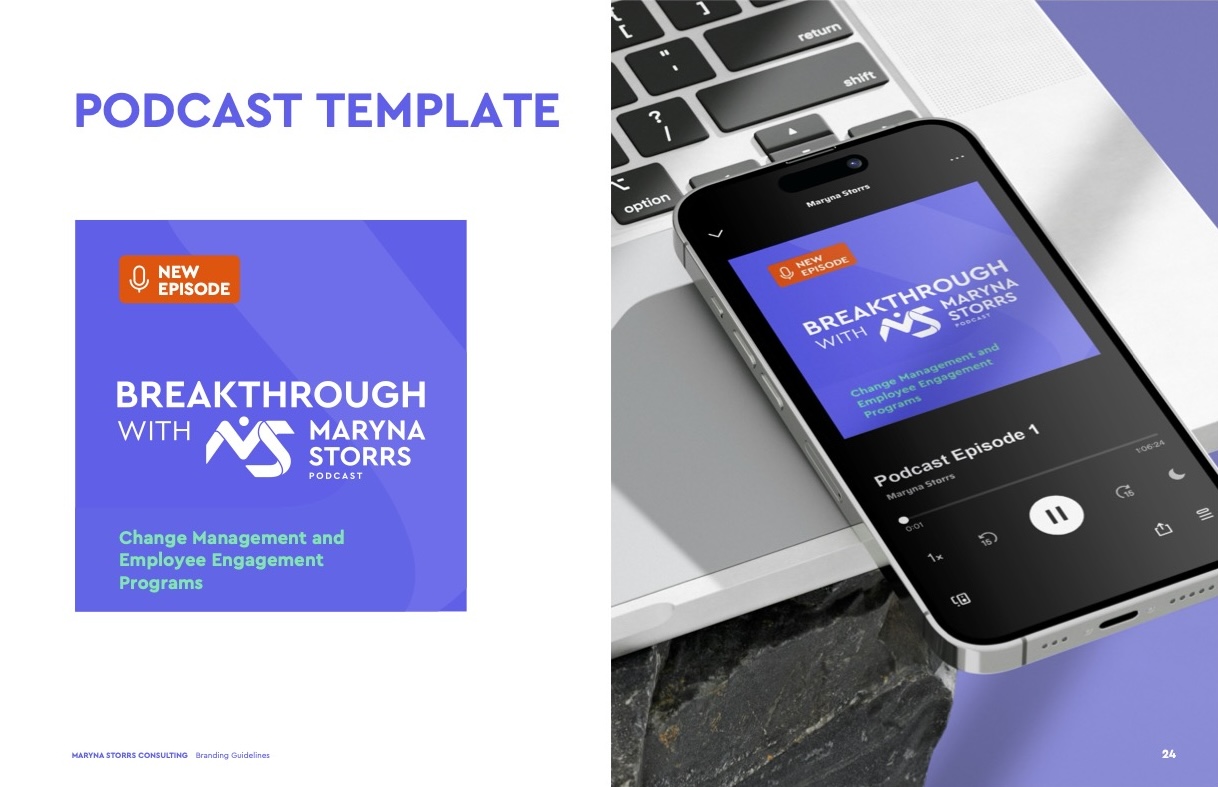 PODCAST TEMPLATE
NEW
EPISODE
BREAKTHROUGH
WITH MS MARYNA
STORRS
PODCAST
Change Management and
Employee Engagement
Programs
MARYNA STORRS CONSULTING Branding Guidelines
[
]
return
" '
shift
? /
option
Maryna Storrs
NEW
EPISODE
BREAKTHROUGH
WITH MS MARYNA
STORRS
PODCAST
Change Management and
Employee Engagement
Programs
Podcast Episode 1
Maryna Storrs
0:01
1:06:24
1x
15
15
24